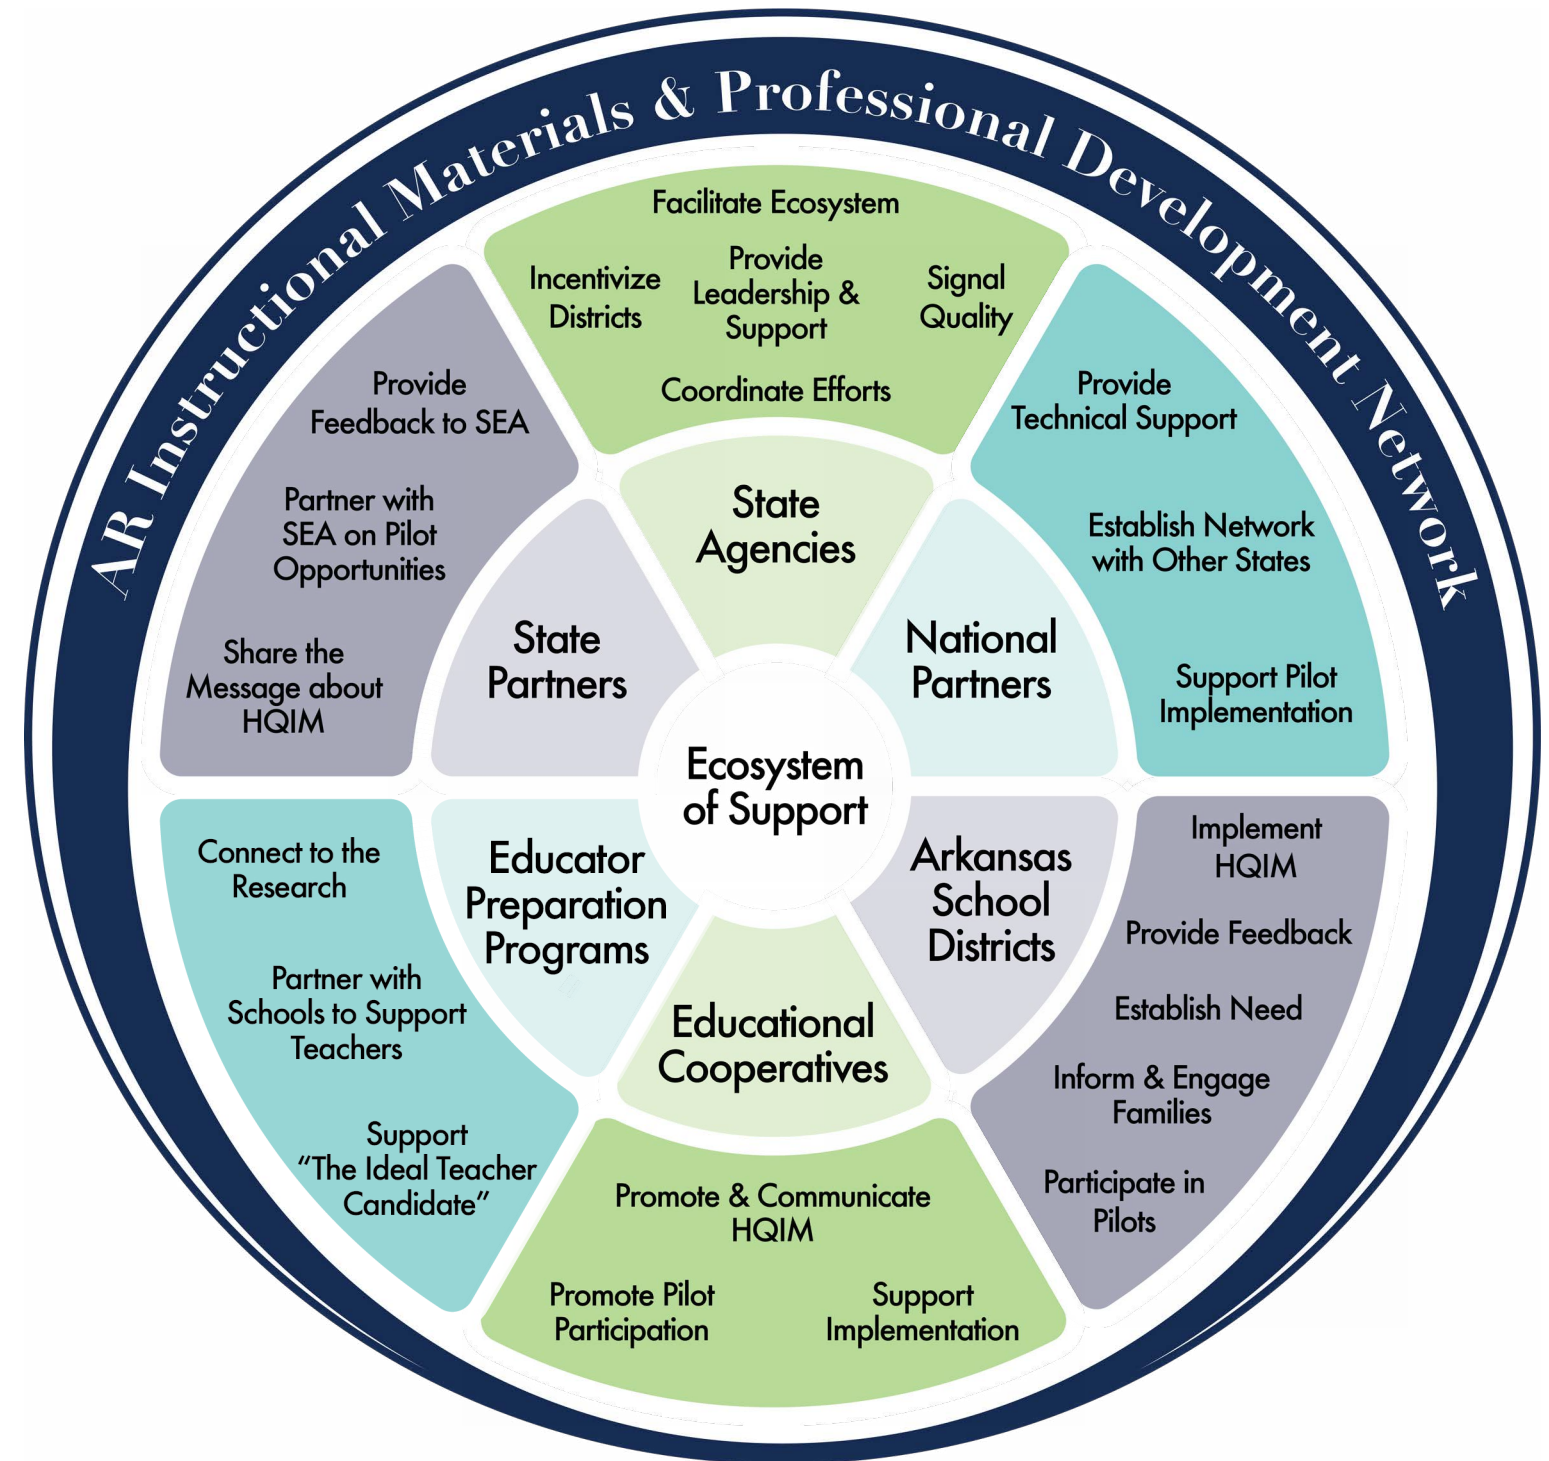 AR Instructional Materials & Professional Development Network
Facilitate Ecosystem
Incentivize
Districts
Provide
Leadership &
Support
Signal
Quality
Coordinate Efforts
State
Agencies
Provide
Technical Support
Establish Network
with Other States
Support Pilot
Implementation
National
Partners
Implement
HQIM
Provide Feedback
Establish Need
Inform & Engage
Families
Participate in
Pilots
Arkansas
School
Districts
Promote & Communicate
HQIM
Promote Pilot
Participation
Support
Implementation
Educational
Cooperatives
Connect to the
Research
Partner with
Schools to Support
Teachers
Support
“The Ideal Teacher
Candidate”
Educator
Preparation
Programs
Provide
Feedback to SEA
Partner with
SEA on Pilot
Opportunities
Share the
Message about
HQIM
State
Partners
Ecosystem
of Support